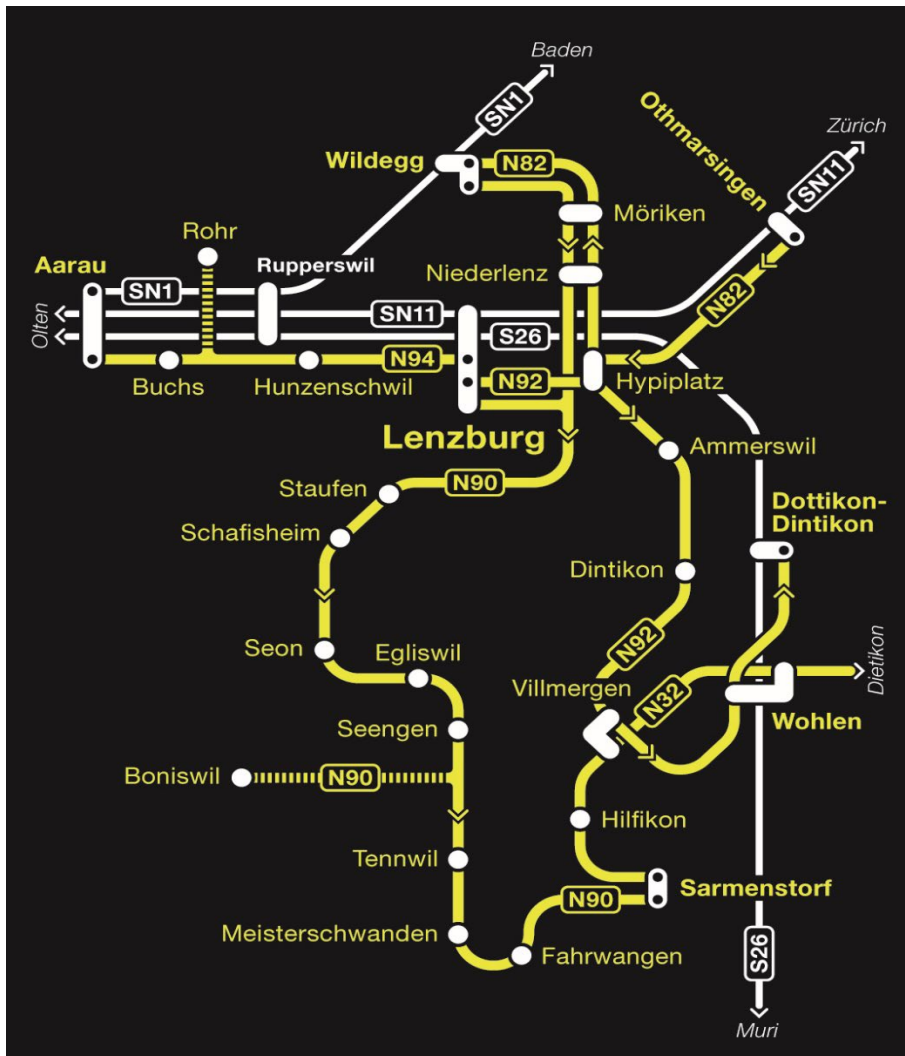 Baden
SN1
Othmarsingen
Zürich
SN11
Wildegg
N82
Möriken
Rohr
Niederlenz
N82
Aarau
Rupperswil
SN1
Olten
SN11
S26
N94
N92
Hypiplatz
Buchs
Hunzenschwil
Lenzburg
Ammerswil
Staufen
N90
Dottikon-
Dintikon
Schafisheim
Dintikon
Seon
Egliswil
N92
Dietikon
Villmergen
N32
Wohlen
Seengen
Boniswil
N90
Hilfikon
Tennwil
Sarmenstorf
N90
Meisterschwanden
Fahrwangen
S26
Muri